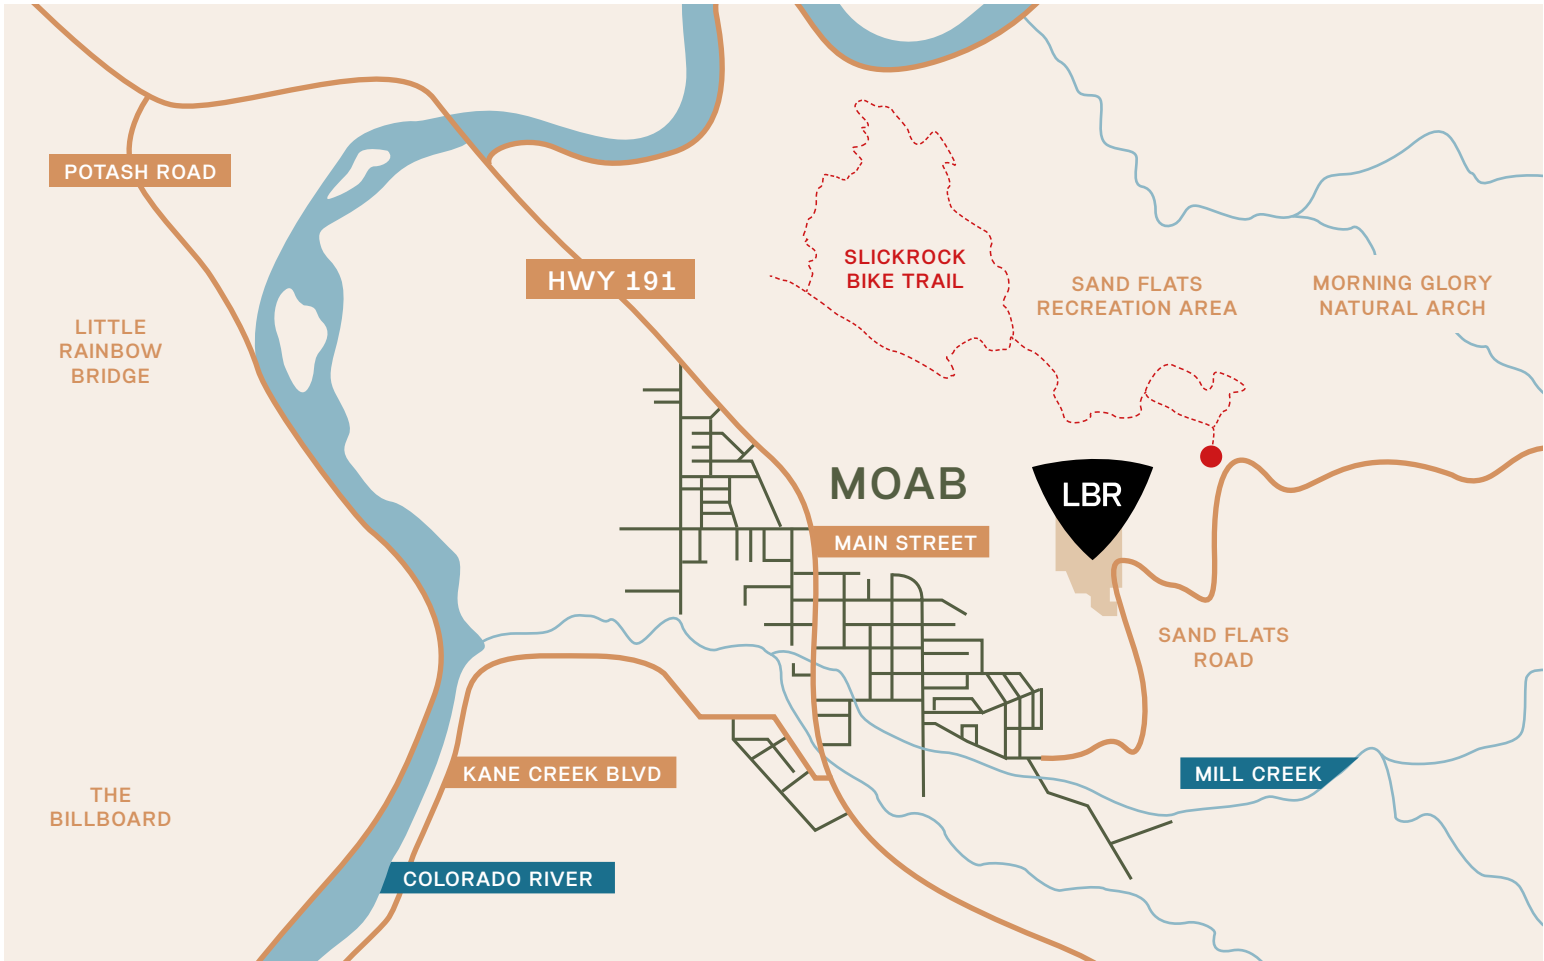 POTASH ROAD
HWY 191
SLICKROCK
BIKE TRAIL
SAND FLATS
RECREATION AREA
MORNING GLORY
NATURAL ARCH
LITTLE
RAINBOW
BRIDGE
MOAB
LBR
MAIN STREET
SAND FLATS
ROAD
KANE CREEK BLVD
MILL CREEK
THE
BILLBOARD
COLORADO RIVER